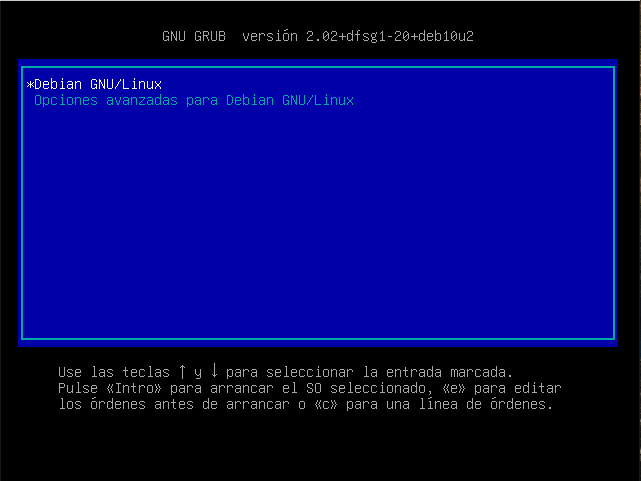 GNU GRUB  versión 2.02+dfsg1-20+deb10u2
*Debian GNU/Linux
Opciones avanzadas para Debian GNU/Linux
Use las teclas ↑ y ↓ para seleccionar la entrada marcada.
Pulse «Intro» para arrancar el SO seleccionado, «e» para editar
los órdenes antes de arrancar o «c» para una línea de órdenes.